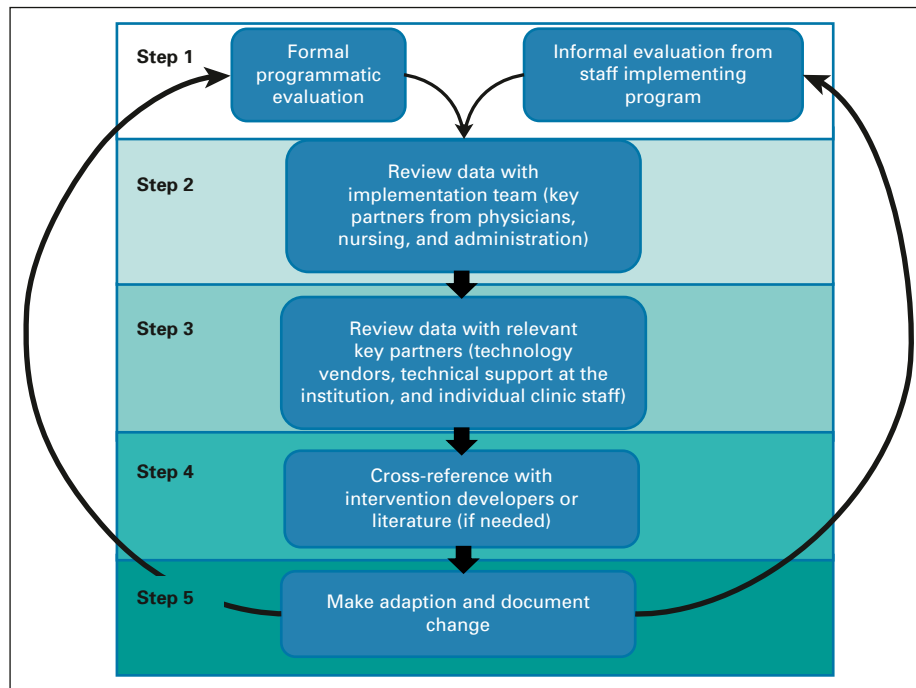 Step 1
Formal
programmatic
evaluation
Informal evaluation from
staff implementing
program
Step 2
Review data with
implementation team (key
partners from physicians,
nursing, and administration)
Step 3
Review data with relevant
key partners (technology
vendors, technical support at the
institution, and individual clinic staff)
Step 4
Cross-reference with
intervention developers or
literature (if needed)
Step 5
Make adaption and document
change